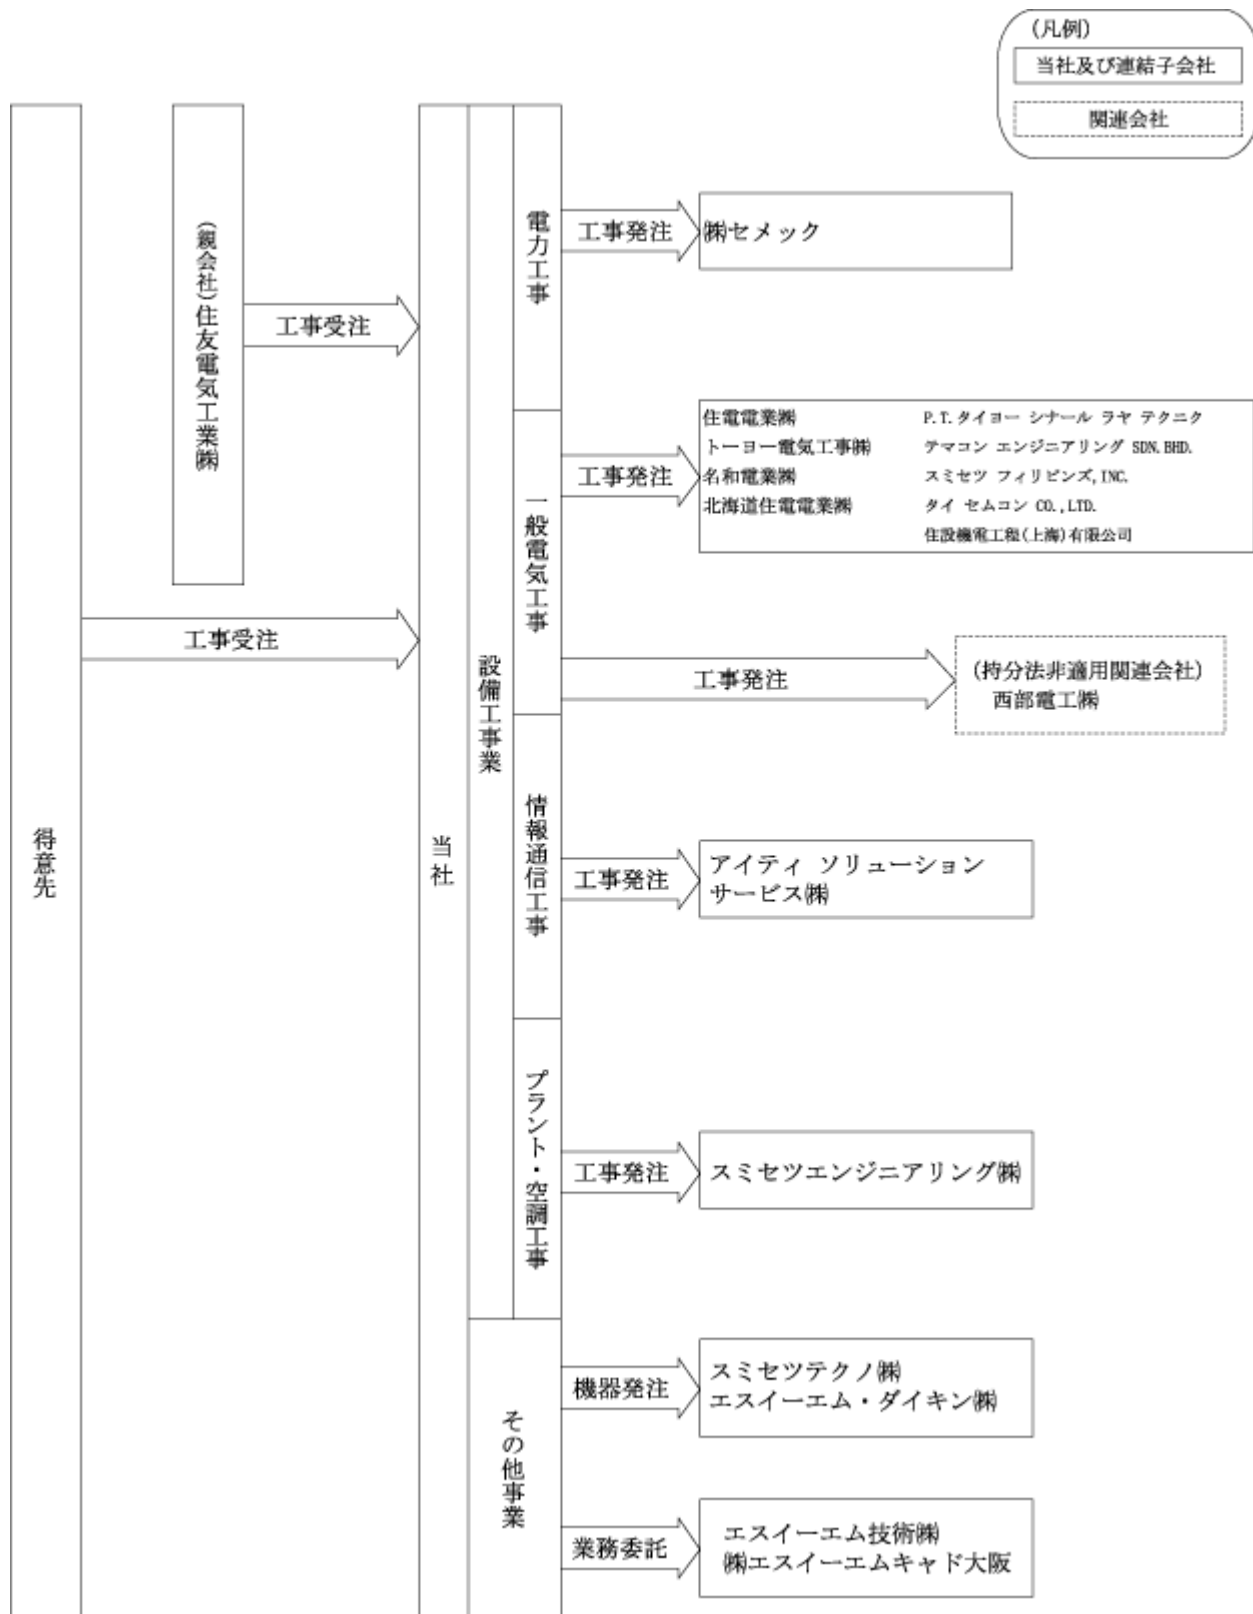 (凡例)
当社及び連結子会社
関連会社
得意先
(親会社)住友電気工業㈱
工事受注
工事受注
当社
設備工事業
電力工事
工事発注
㈱セメック
一般電気工事
工事発注
住電電業㈱
トーヨー電気工事㈱
名和電業㈱
北海道住電電業㈱
P.T.タイヨー シナール ラヤ テクニク
テマコン エンジニアリング SDN.BHD.
スミセツ フィリピンズ,INC.
タイ セムコン CO.,LTD.
住設機電工程(上海)有限公司
工事発注
(持分法非適用関連会社)
西部電工㈱
情報通信工事
工事発注
アイティ ソリューション
サービス㈱
プラント・空調工事
工事発注
スミセツエンジニアリング㈱
その他事業
機器発注
スミセツテクノ㈱
エスイーエム・ダイキン㈱
業務委託
エスイーエム技術㈱
㈱エスイーエムキャド大阪